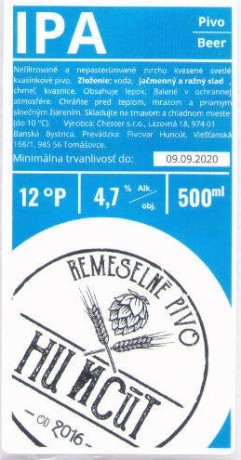 IPA
Pivo
Beer
Nefiltrované a nepasterizované zvrchu kvasené svetlé
kvasinkové pivo. Zloženie: voda, jačmenný a ražný slad,
chmeľ, kvasnice. Obsahuje lepok. Balené v ochrannej
atmosfére. Chráňte pred teplom, mrazom a priamym
slnečným žiarením. Skladujte na tmavom a chladnom mieste
(do 10 °C). Výrobca: Chester s.r.o., Lazovná 18, 974 01
Banská Bystrica. Prevádzka: Pivovar Huncút, Vieštanská
166/1. 985 56 Tomášovce.
Minimálna trvanlivosť do: 09.09.2020
12 °P
4,7 % Alk. obj.
500ml
REMESELNÉ PIVO
HUNCÚT
- OD 2016 -